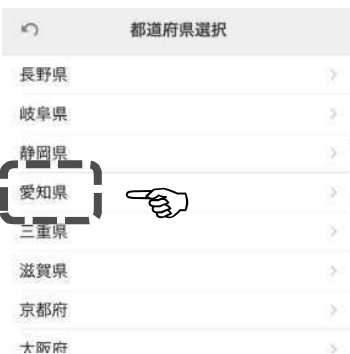 都道府県選択
長野県
岐阜県
静岡県
愛知県
三重県
滋賀県
京都府
大阪府